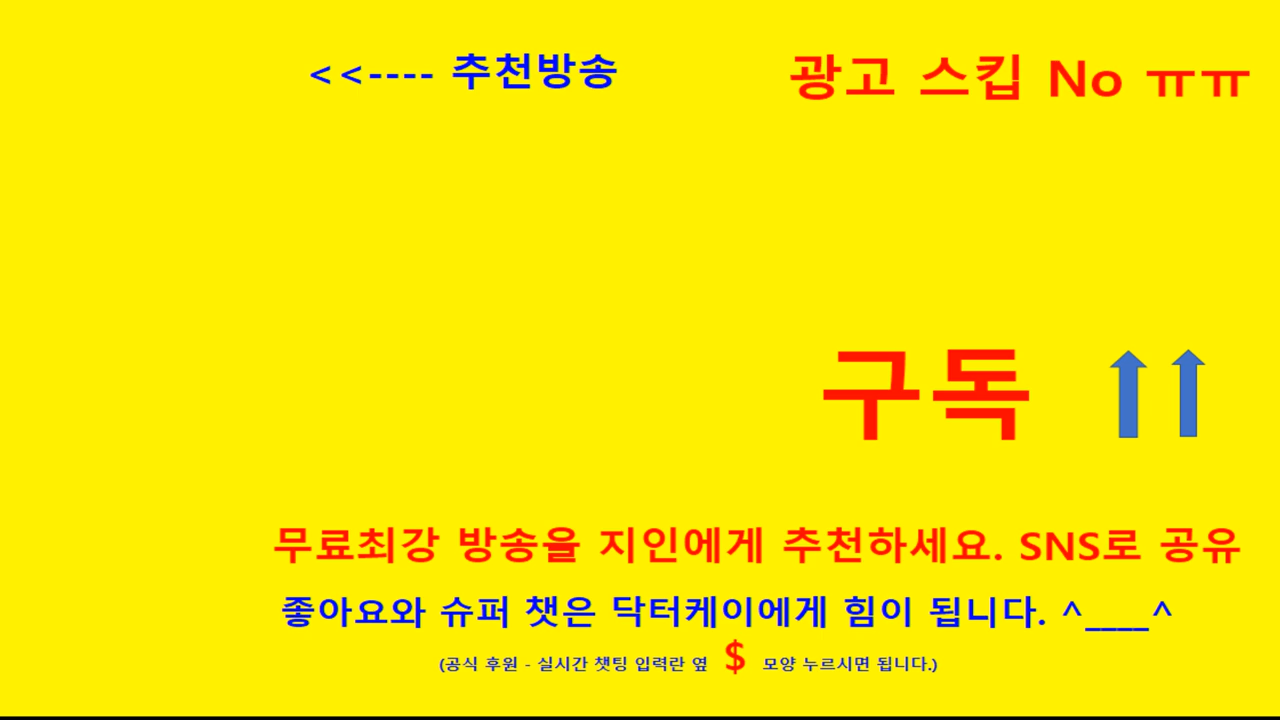 <<---- 추천방송
광고 스킵 No ㅠㅠ
구독
무료최강 방송을 지인에게 추천하세요. SNS로 공유
좋아요와 슈퍼 챗은 닥터케이에게 힘이 됩니다. ^____^
(공식 후원 - 실시간 챗팅 입력란 옆 $ 모양 누르시면 됩니다.)